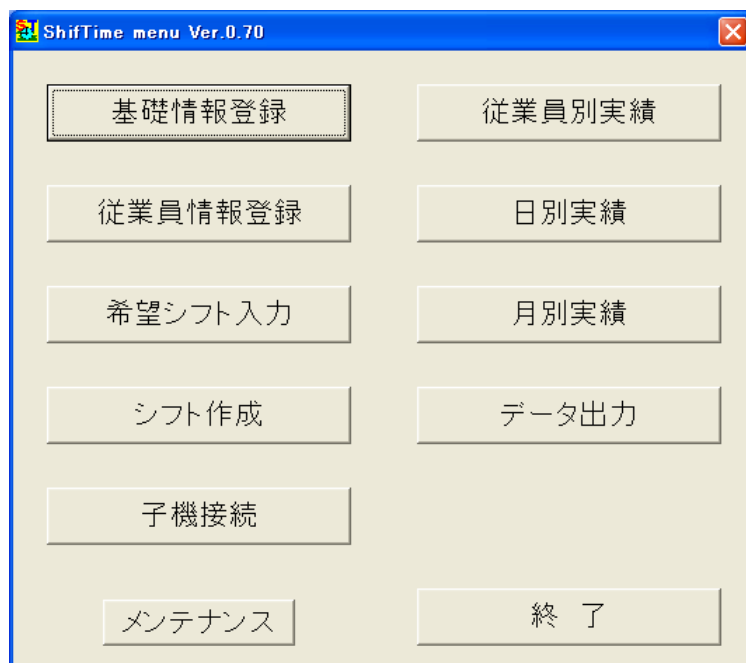 ShifTime menu Ver.0.70
基礎情報登録
従業員別実績
従業員情報登録
日別実績
希望シフト入力
月別実績
シフト作成
データ出力
子機接続
メンテナンス
終 了